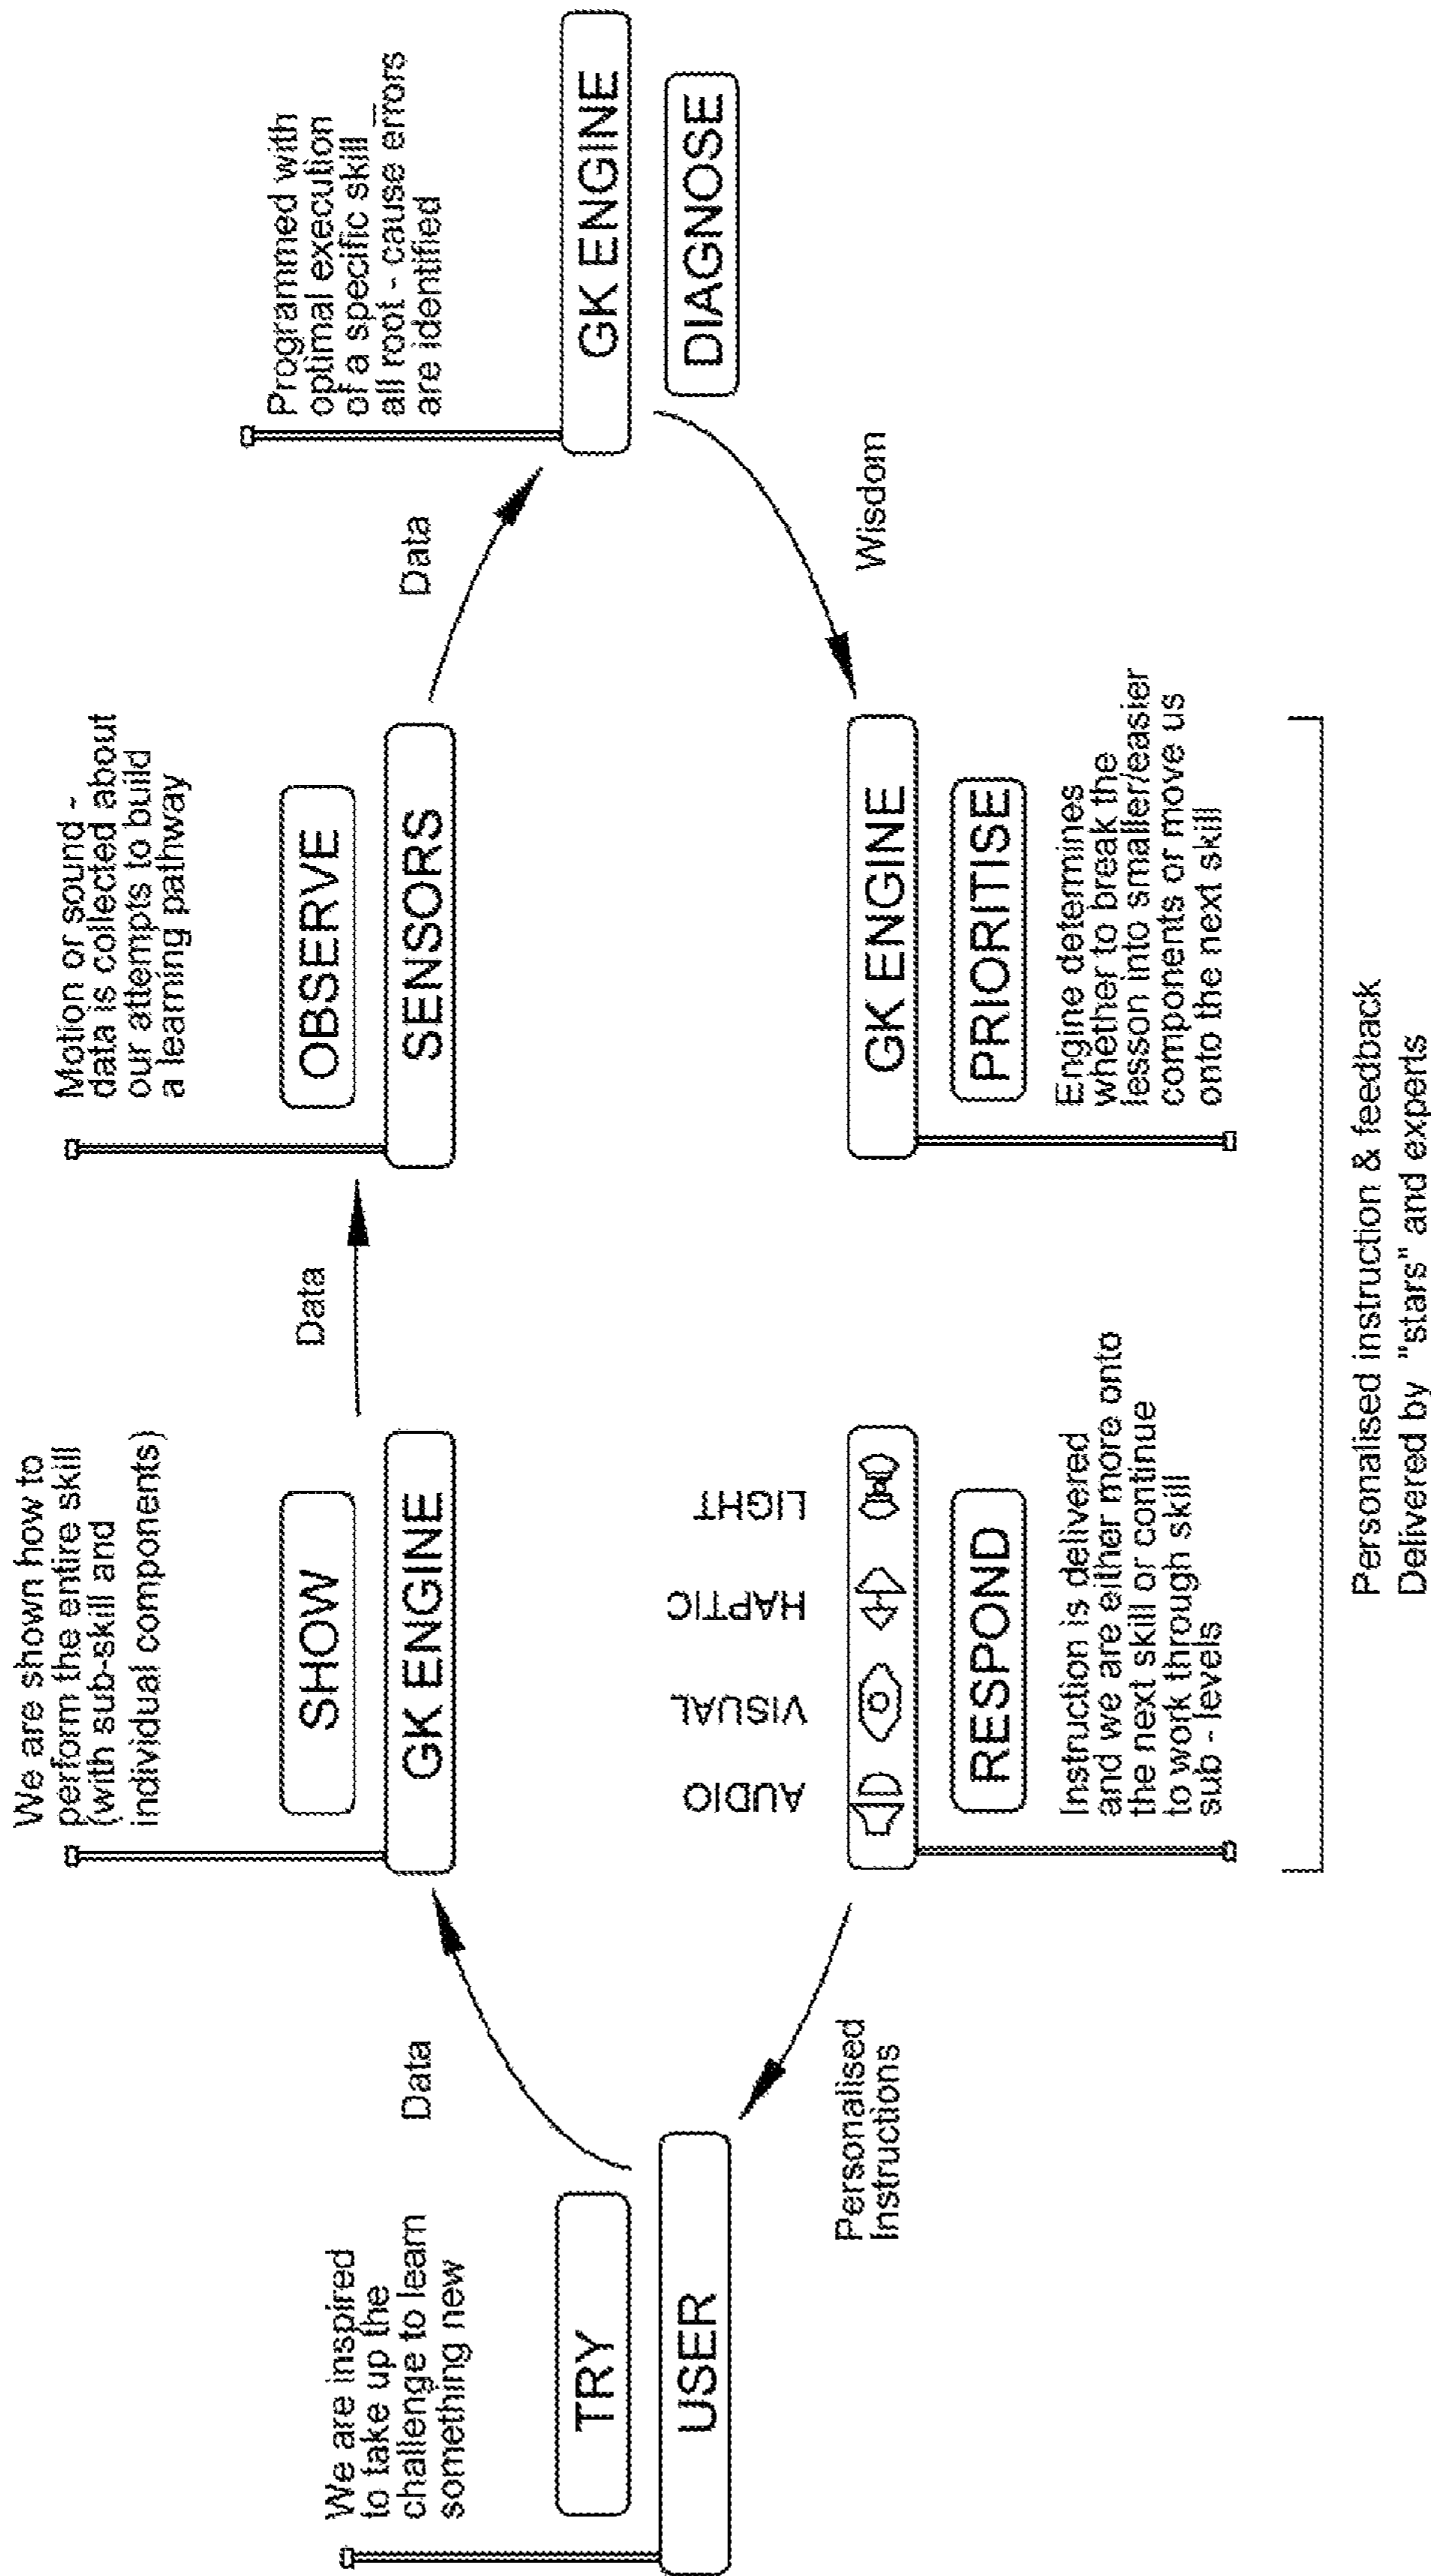 We are inspired
to take up the
challenge to learn
something new
TRY
USER
Data
We are shown how to
perform the entire skill
(with sub-skill and
individual components)
SHOW
GK ENGINE
Data
Motion or sound -
data is collected about
our attempts to build
a learning pathway
OBSERVE
SENSORS
Data
Programmed with
optimal execution
of a specific skill _
all root - cause errors
are identified
GK ENGINE
DIAGNOSE
Wisdom
GK ENGINE
PRIORITISE
Engine determines
whether to break the
lesson into smaller/easier
components or move us
onto the next skill
AUDIO
VISUAL
HAPTIC
LIGHT
RESPOND
Instruction is delivered
and we are either more onto
the next skill or continue
to work through skill
sub - levels
Personalised
Instructions
Personalised instruction & feedback
Delivered by "stars" and experts